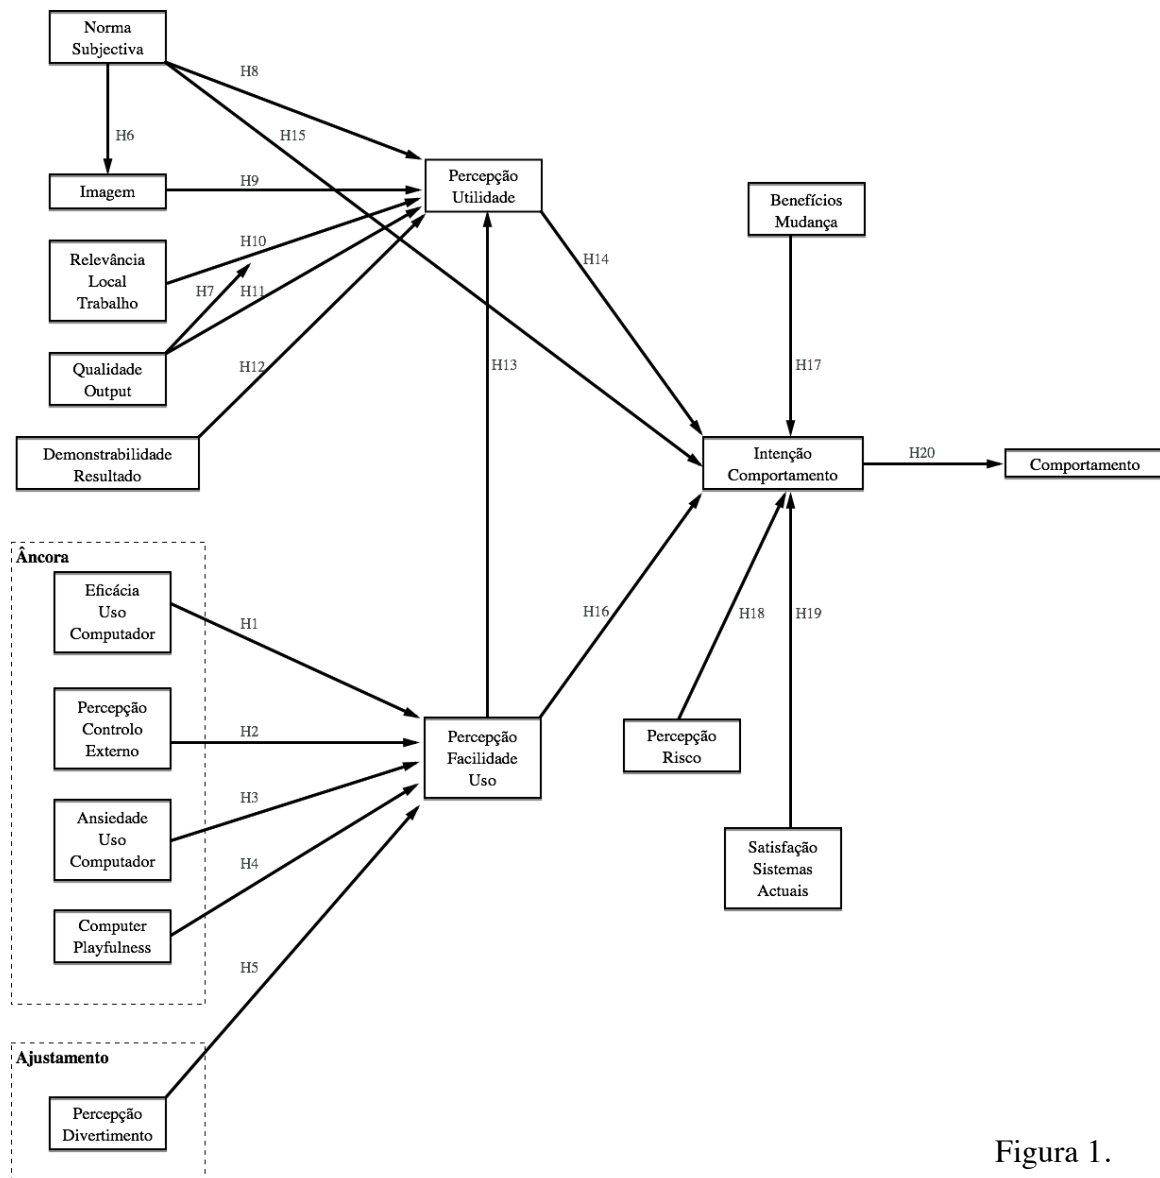 Norma
Subjectiva
H8
H6
H15
Imagem
H9
Percepção
Utilidade
Benefícios
Mudança
Relevância
Local
Trabalho
H10
H7
H11
H14
Qualidade
Output
H12
H13
H17
Demonstrabilidade
Resultado
Intenção
Comportamento
H20
Comportamento
Âncora
Eficácia
Uso
Computador
H1
H16
H18
H19
Percepção
Controlo
Externo
H2
Percepção
Facilidade
Uso
Percepção
Risco
Ansiedade
Uso
Computador
H3
H4
Satisfação
Sistemas
Actuais
Computer
Playfulness
H5
Ajustamento
Percepção
Divertimento
Figura 1.